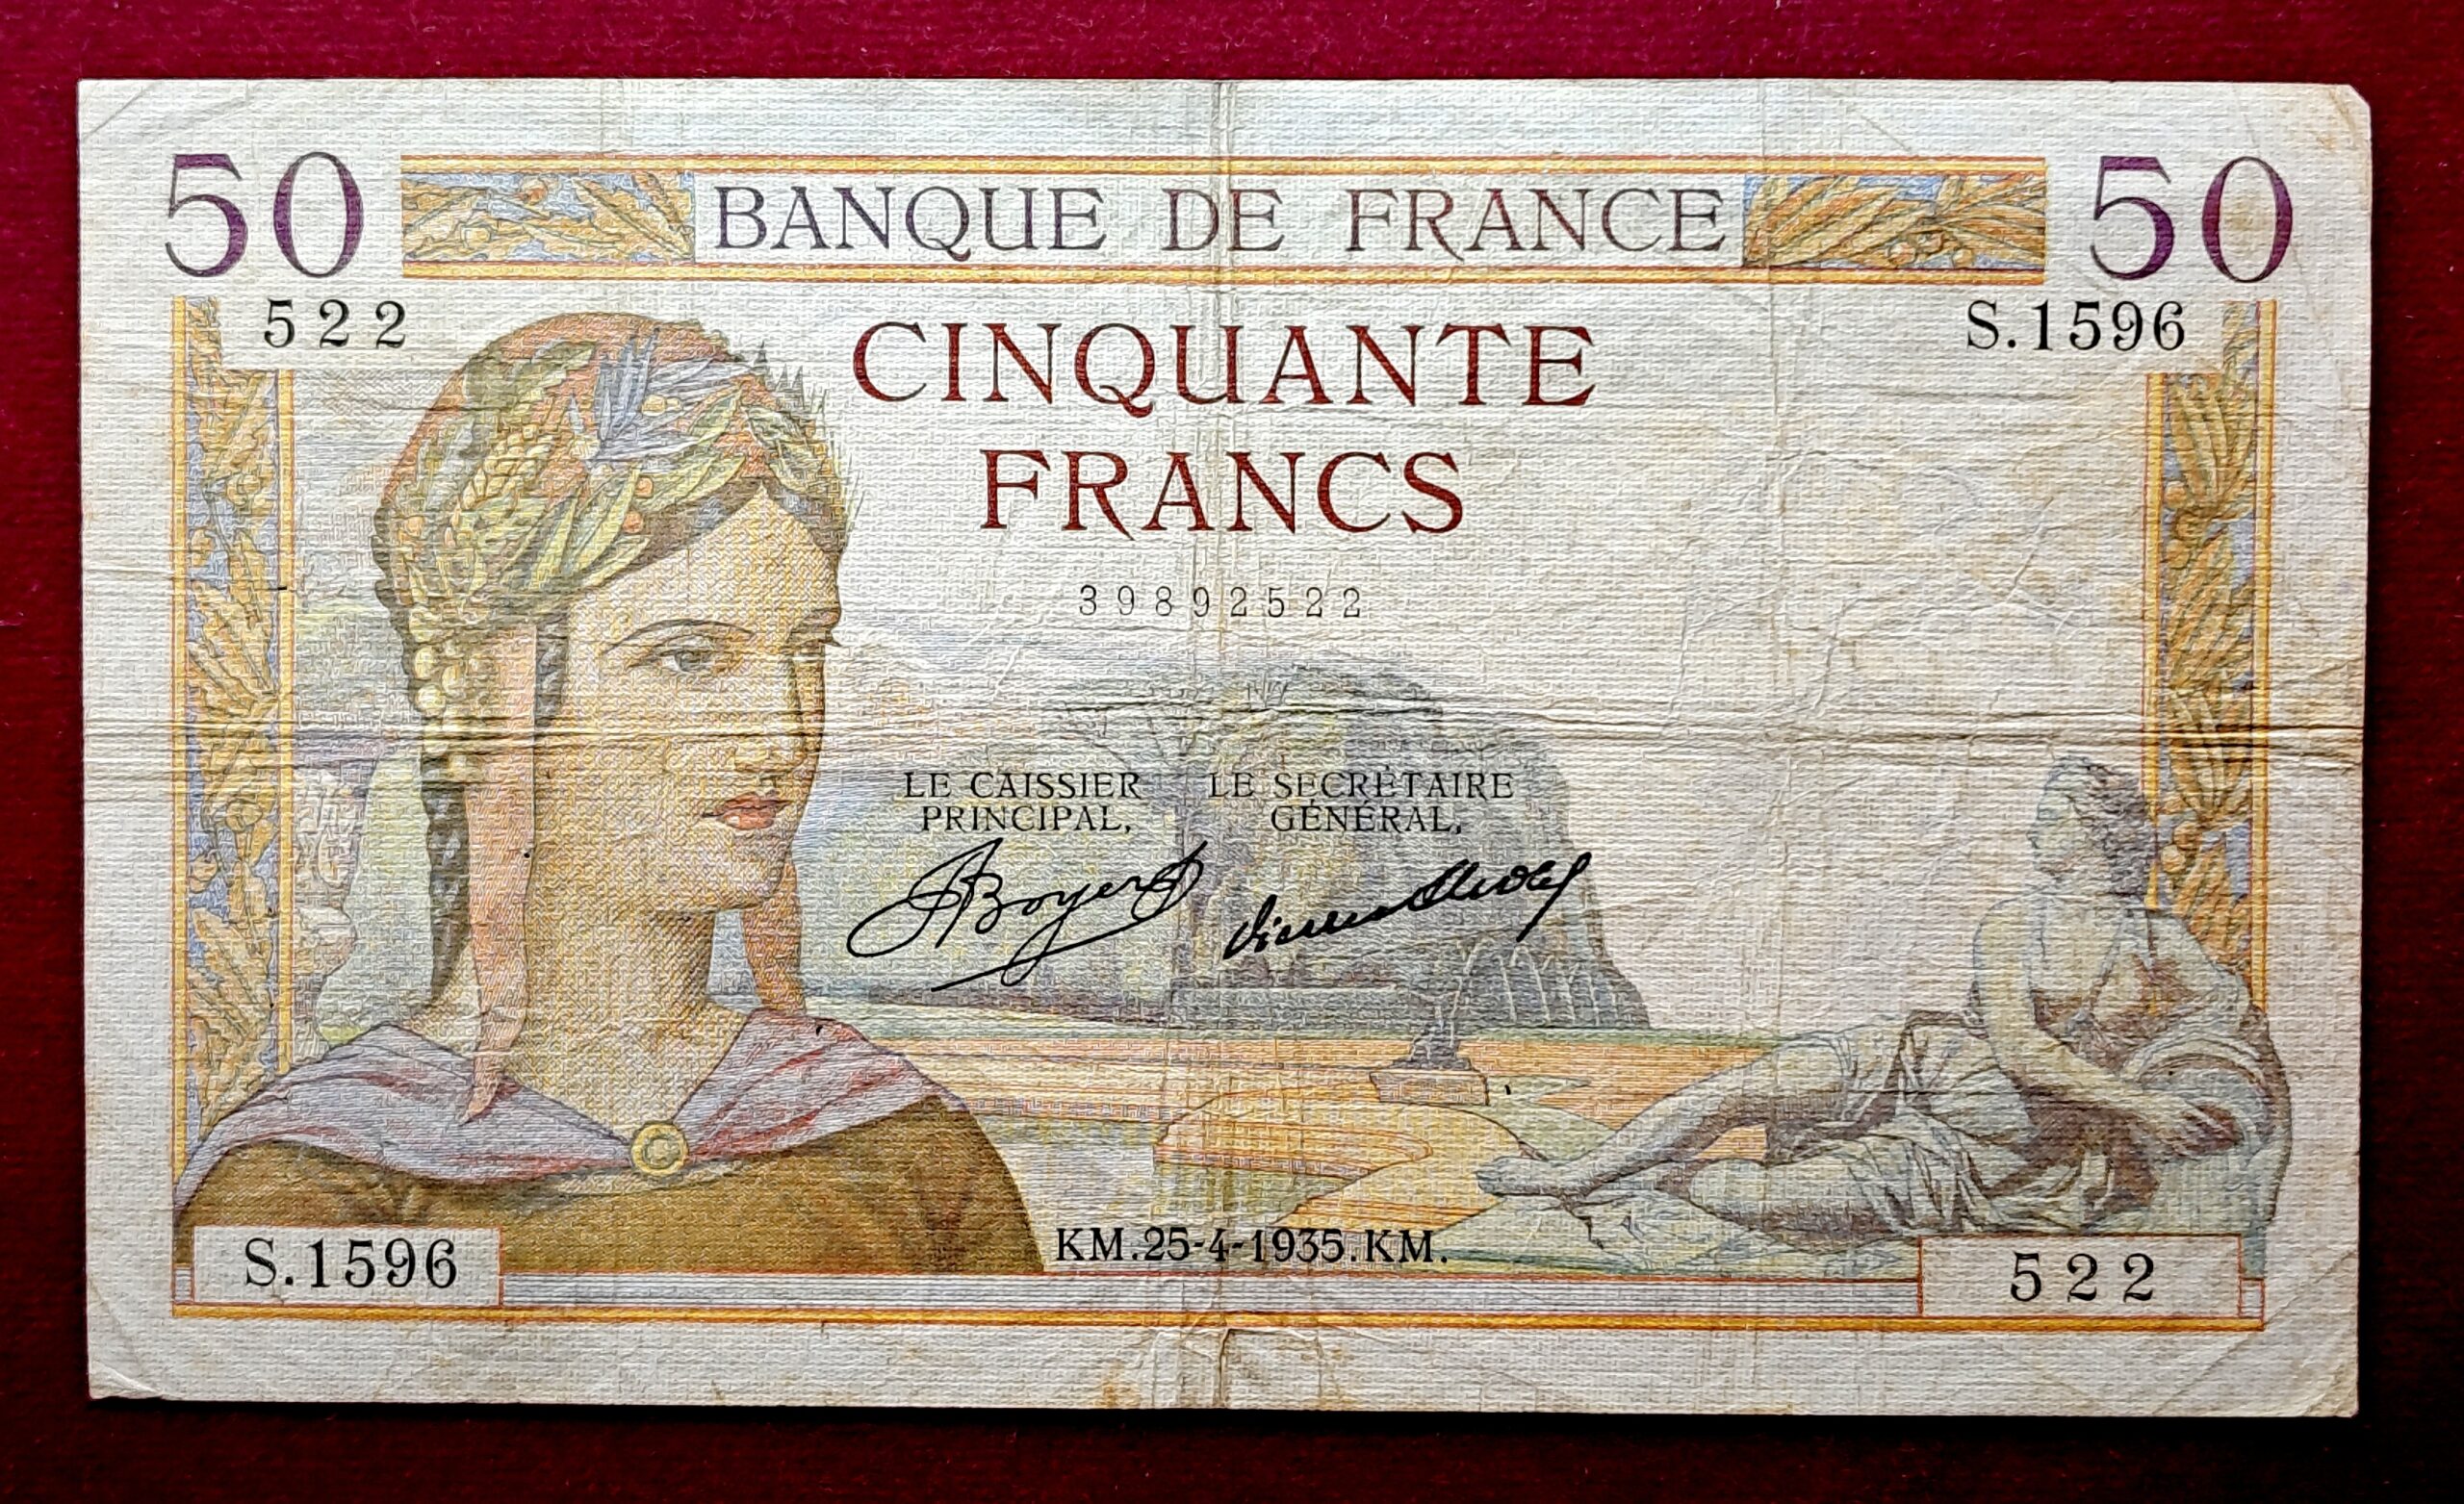 50 BANQUE DE FRANCE 50
522 S.1596
CINQUANTE
FRANCS
39892522
LE CAISSIER
PRINCIPAL,
LE SECRÉTAIRE
GÉNÉRAL,
Boyer
KM.25-4-1935.KM.
S.1596
522